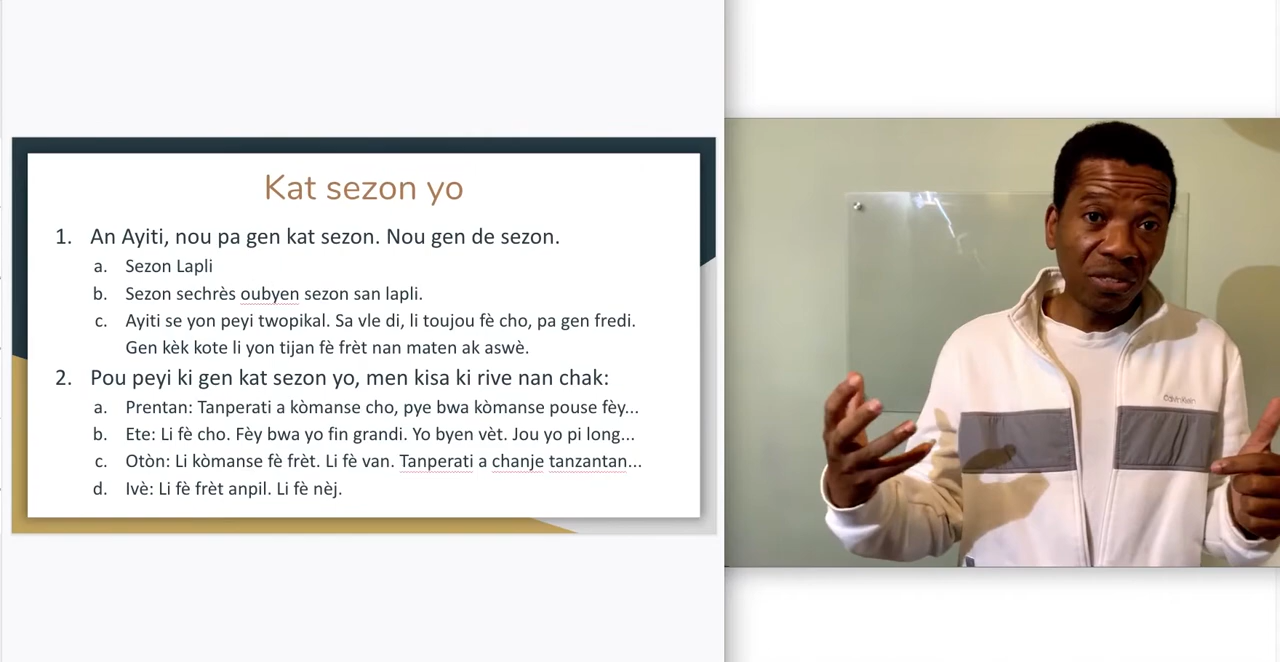 Kat sezon yo
1. An Ayiti, nou pa gen kat sezon. Nou gen de sezon.
a. Sezon Lapli
b. Sezon sechrès oubyen sezon san lapli.
c. Ayiti se yon peyi twopikal. Sa vle di, li toujou fè cho, pa gen fredi.
Gen kèk kote li yon tijan fè frèt nan maten ak aswè.
2. Pou peyi ki gen kat sezon yo, men kisa ki rive nan chak:
a. Prentan: Tanperati a kòmanse cho, pye bwa kòmanse pouse fèy...
b. Ete: Li fè cho. Fèy bwa yo fin grandi. Yo byen vèt. Jou yo pi long...
c. Otòn: Li kòmanse fè frèt. Li fè van. Tanperati a chanje tanzantan...
d. Ivè: Li fè frèt anpil. Li fè nèj.
Calvin Klein